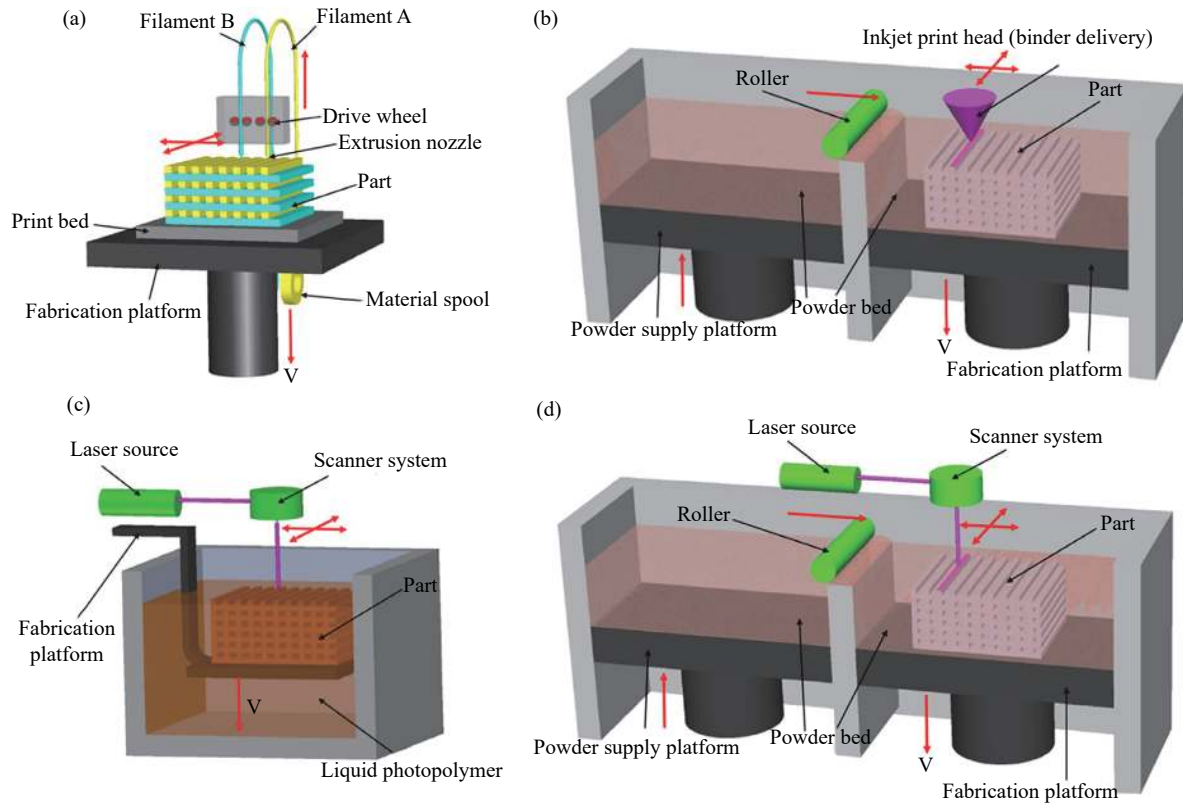 (a)
Filament B
Filament A
Drive wheel
Extrusion nozzle
Part
Print bed
Fabrication platform
Material spool
V
(b)
Inkjet print head (binder delivery)
Roller
Part
Powder bed
Powder supply platform
V
Fabrication platform
(c)
Laser source
Scanner system
Part
Fabrication
platform
V
Liquid photopolymer
(d)
Laser source
Scanner system
Roller
Part
Powder supply platform
Powder bed
V
Fabrication platform